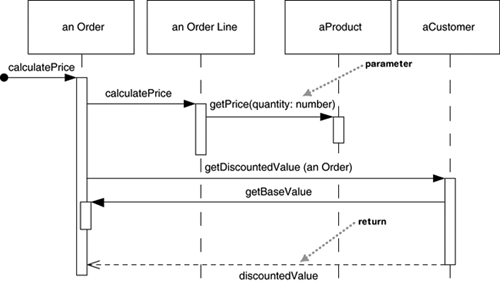 an Order
an Order Line
aProduct
aCustomer
calculatePrice
parameter
calculatePrice
getPrice(quantity: number)
getDiscountedValue (an Order)
getBaseValue
return
discountedValue